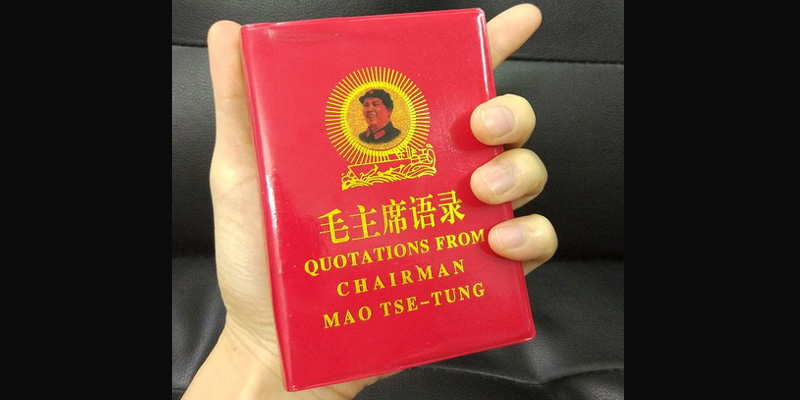 毛主席语录
QUOTATIONS FROM
CHAIRMAN
MAO TSE-TUNG